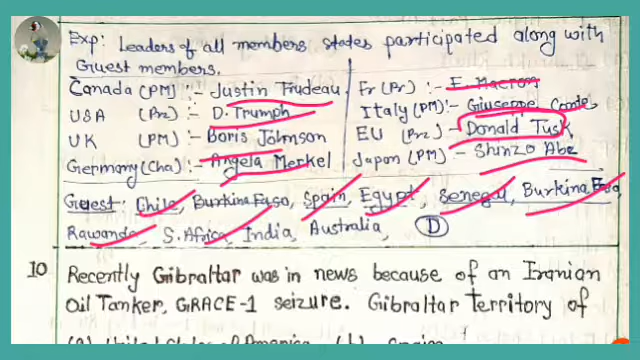 Exp: Leaders of all members states participated along with
Guest members.
Canada (PM) :- Justin Trudeau
USA (Prz) :- D. Trumph
UK (PM) :- Boris Johnson
Germany (Cha) :- Angela Merkel
Fr (Pr) :- E. Macron
Italy (PM) :- Giuseppe Conte
EU (Prz) - Donald Tusk
Japon (PM) - Shinzo Abe
Guest: Chile, Burkina Faso, Spain, Egypt, Senegal, Burkina Faso,
Rawanda, S. Africa, India, Australia, (D)
10 Recently Gibraltar was in news because of an Iranian
Oil Tanker, GRACE-1 seizure. Gibraltar territory of